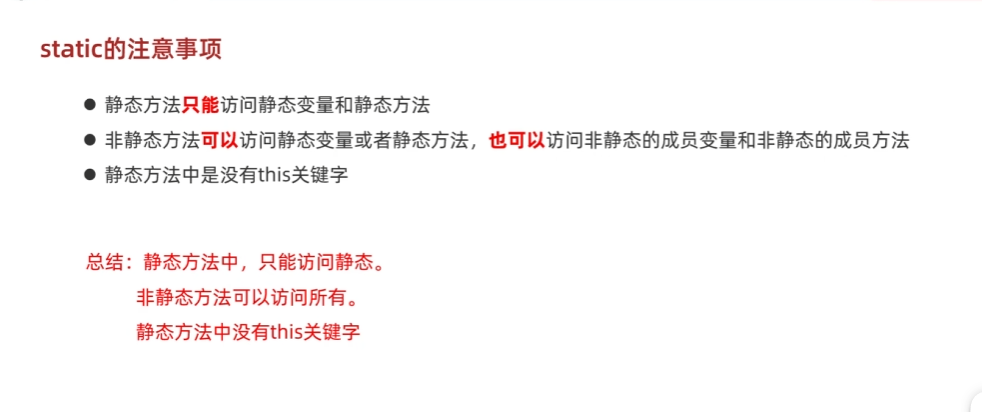 static的注意事项
● 静态方法只能访问静态变量和静态方法
● 非静态方法可以访问静态变量或者静态方法，也可以访问非静态的成员变量和非静态的成员方法
● 静态方法中是没有this关键字
总结：静态方法中，只能访问静态。
非静态方法可以访问所有。
静态方法中没有this关键字